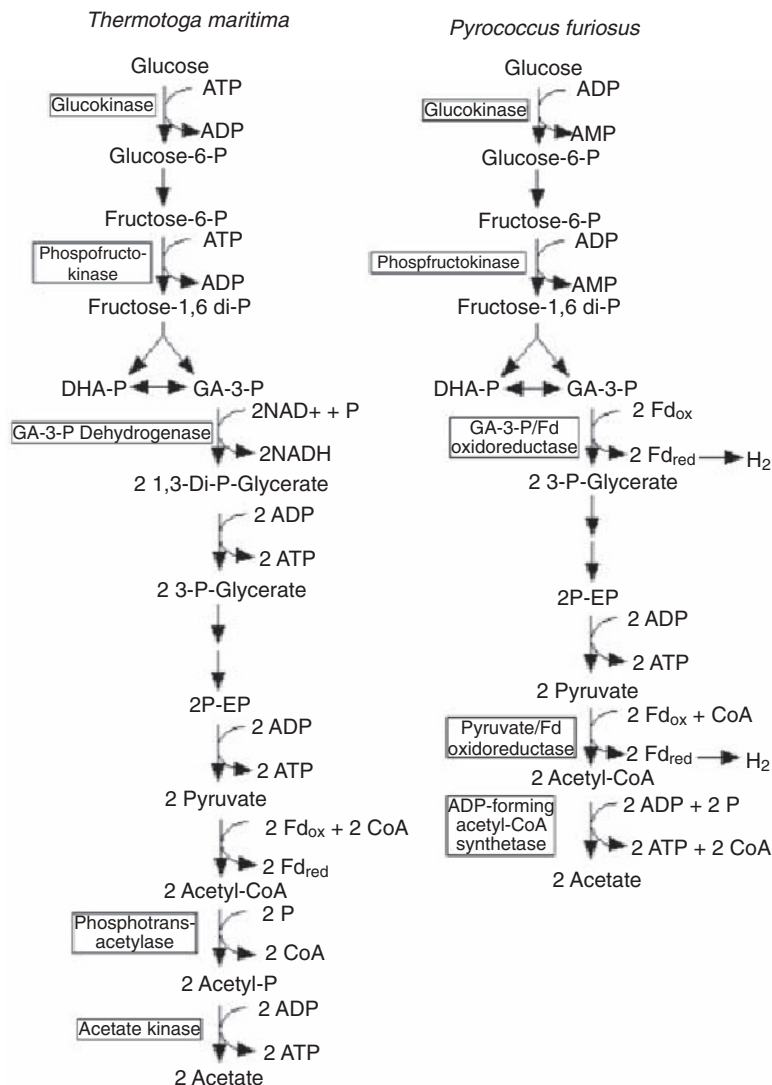 Thermotoga maritima
Glucose
ATP
Glucokinase
ADP
Glucose-6-P
Fructose-6-P
ATP
Phospofructo-
kinase
ADP
Fructose-1,6 di-P
DHA-P
GA-3-P
2NAD+ + P
GA-3-P Dehydrogenase
2NADH
2 1,3-Di-P-Glycerate
2 ADP
2 ATP
2 3-P-Glycerate
2P-EP
2 ADP
2 ATP
2 Pyruvate
2 Fdox + 2 CoA
2 Fdred
2 Acetyl-CoA
2 P
Phosphotrans-
acetylase
2 CoA
2 Acetyl-P
2 ADP
Acetate kinase
2 ATP
2 Acetate
Pyrococcus furiosus
Glucose
ADP
Glucokinase
AMP
Glucose-6-P
Fructose-6-P
ADP
Phospfructokinase
AMP
Fructose-1,6 di-P
DHA-P
GA-3-P
2 Fdox
GA-3-P/Fd
oxidoreductase
2 Fdred
H2
2 3-P-Glycerate
2P-EP
2 ADP
2 ATP
2 Pyruvate
2 Fdox + CoA
Pyruvate/Fd
oxidoreductase
2 Fdred
H2
2 Acetyl-CoA
ADP-forming
acetyl-CoA
synthetase
2 ADP + 2 P
2 ATP + 2 CoA
2 Acetate